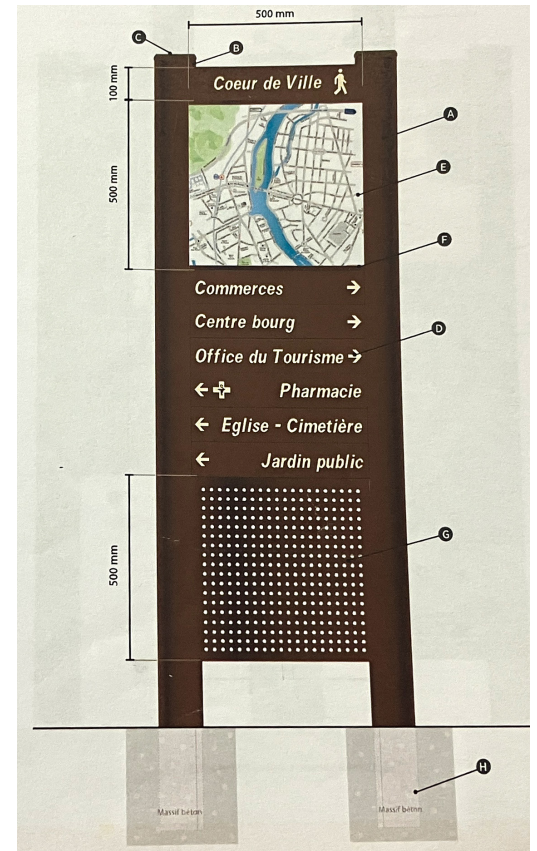 500 mm
C
B
100 mm
Coeur de Ville
A
500 mm
E
F
Commerces →
Centre bourg →
D
Office du Tourisme →
← Pharmacie
← Eglise - Cimetière
← Jardin public
G
500 mm
H
Massif béton
Massif béton